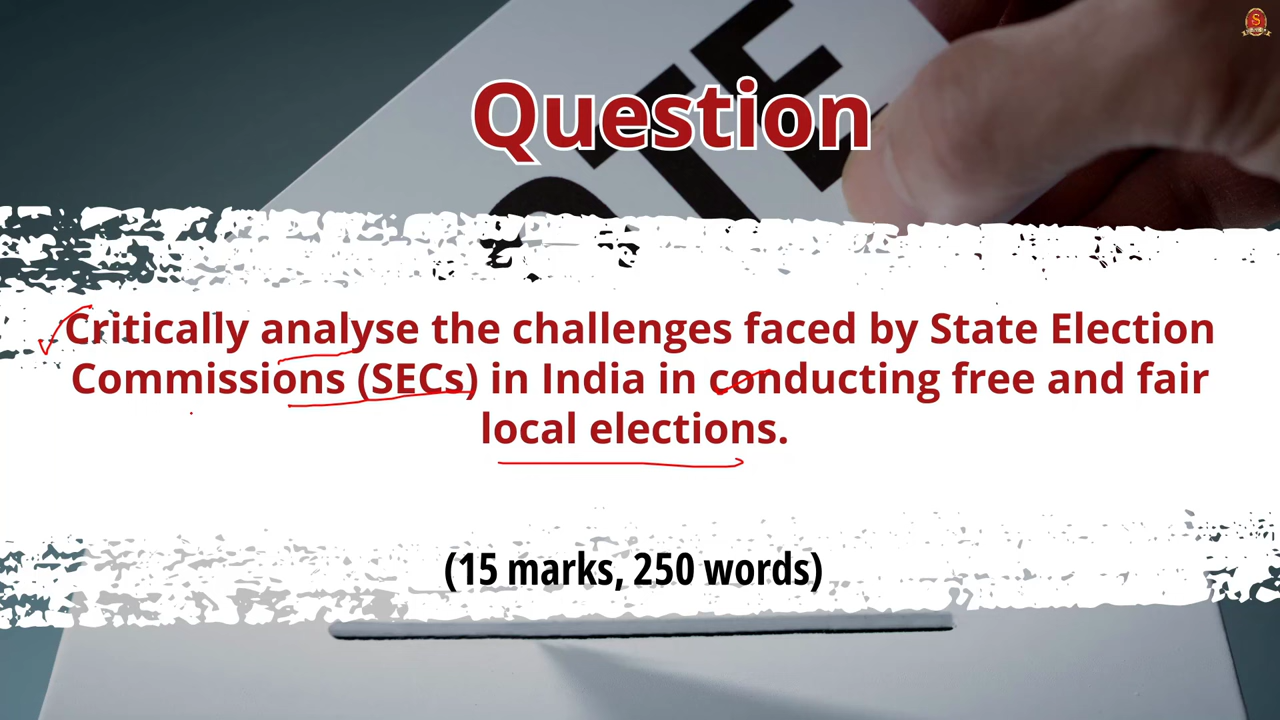 Question
Critically analyse the challenges faced by State Election
Commissions (SECs) in India in conducting free and fair
local elections.
(15 marks, 250 words)